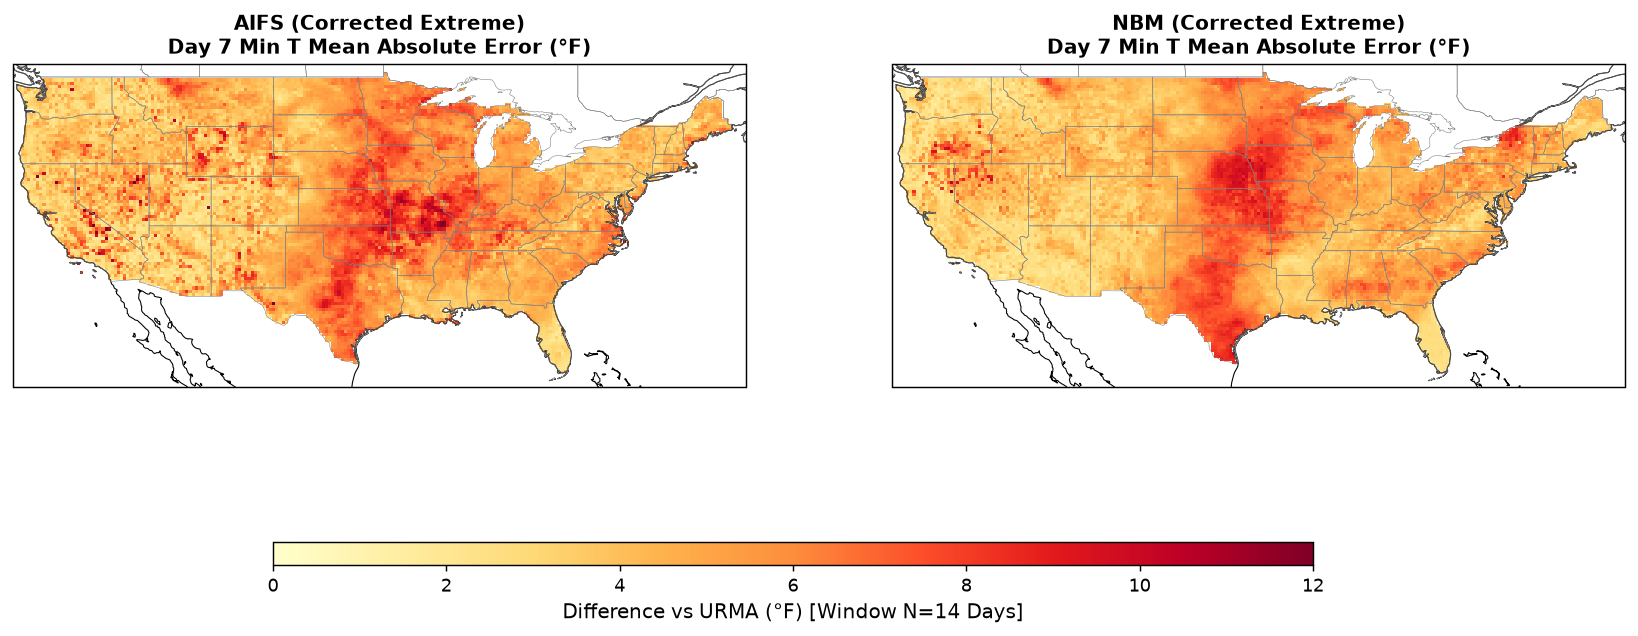 AIFS (Corrected Extreme)
Day 7 Min T Mean Absolute Error (°F)
NBM (Corrected Extreme)
Day 7 Min T Mean Absolute Error (°F)
0 2 4 6 8 10 12
Difference vs URMA (°F) [Window N=14 Days]